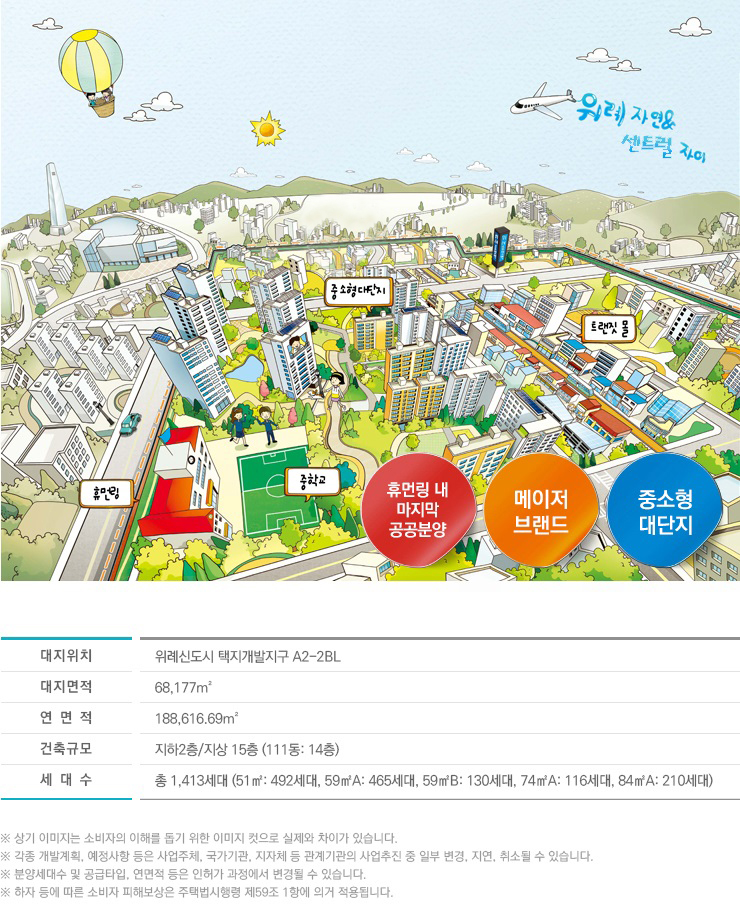 위례 자연&
센트럴 자이
중소형대단지
트랜짓 몰
중학교
휴먼링
휴먼링 내
마지막
공공분양
메이저
브랜드
중소형
대단지
대지위치 위례신도시 택지개발지구 A2-2BL
대지면적 68,177㎡
연 면 적 188,616.69㎡
건축규모 지하2층/지상 15층 (111동: 14층)
세 대 수 총 1,413세대 (51㎡: 492세대, 59㎡A: 465세대, 59㎡B: 130세대, 74㎡A: 116세대, 84㎡A: 210세대)
※ 상기 이미지는 소비자의 이해를 돕기 위한 이미지 컷으로 실제와 차이가 있습니다.
※ 각종 개발계획, 예정사항 등은 사업주체, 국가기관, 지자체 등 관계기관의 사업추진 중 일부 변경, 지연, 취소될 수 있습니다.
※ 분양세대수 및 공급타입, 연면적 등은 인허가 과정에서 변경될 수 있습니다.
※ 하자 등에 따른 소비자 피해보상은 주택법시행령 제59조 1항에 의거 적용됩니다.